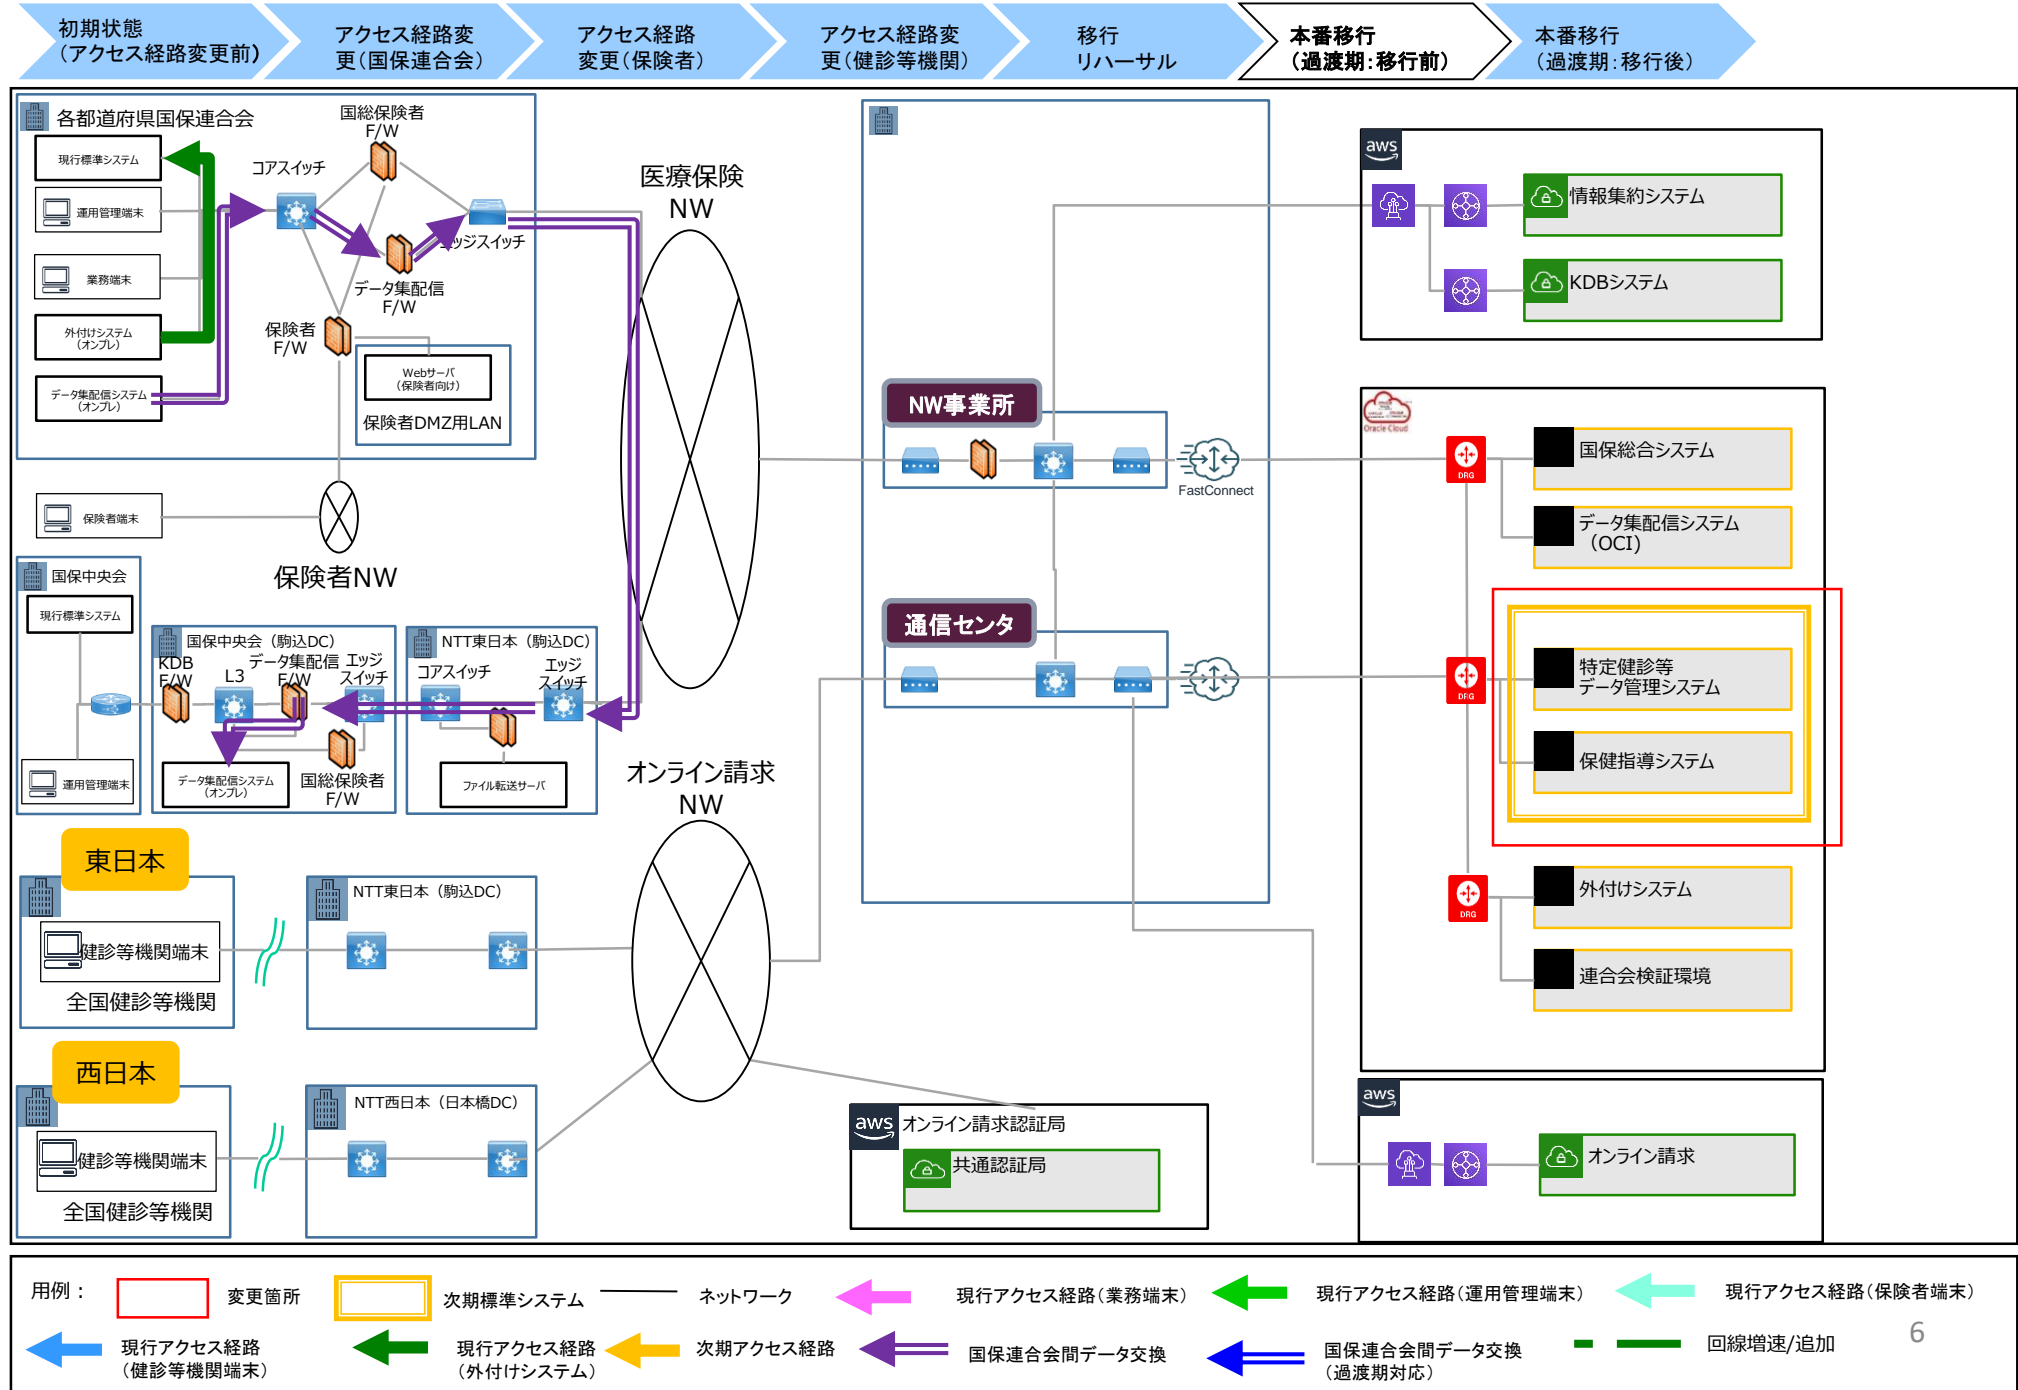 初期状態
（アクセス経路変更前）
アクセス経路変
更（国保連合会）
アクセス経路
変更（保険者）
アクセス経路変
更（健診等機関）
移行
リハーサル
本番移行
（過渡期：移行前）
本番移行
（過渡期：移行後）
各都道府県国保連合会
現行標準システム
運用管理端末
業務端末
外付けシステム
（オンプレ）
データ集配信システム
（オンプレ）
コアスイッチ
国総保険者
F/W
エッジスイッチ
データ集配信
F/W
保険者
F/W
Webサーバ
（保険者向け）
保険者DMZ用LAN
保険者端末
保険者NW
医療保険
NW
国保中央会
現行標準システム
運用管理端末
国保中央会（駒込DC）
KDB
F/W
L3
データ集配信
F/W
エッジ
スイッチ
データ集配信システム
（オンプレ）
国総保険者
F/W
NTT東日本（駒込DC）
コアスイッチ
エッジ
スイッチ
ファイル転送サーバ
オンライン請求
NW
東日本
健診等機関端末
全国健診等機関
NTT東日本（駒込DC）
西日本
健診等機関端末
全国健診等機関
NTT西日本（日本橋DC）
NW事業所
FastConnect
通信センタ
aws
オンライン請求認証局
共通認証局
aws
情報集約システム
KDBシステム
Oracle Cloud
DRG
国保総合システム
データ集配信システム
（OCI）
DRG
特定健診等
データ管理システム
保健指導システム
DRG
外付けシステム
連合会検証環境
aws
オンライン請求
用例：
変更箇所
次期標準システム
ネットワーク
現行アクセス経路（業務端末）
現行アクセス経路（運用管理端末）
現行アクセス経路（保険者端末）
現行アクセス経路
（健診等機関端末）
現行アクセス経路
（外付けシステム）
次期アクセス経路
国保連合会間データ交換
国保連合会間データ交換
（過渡期対応）
回線増速/追加
6